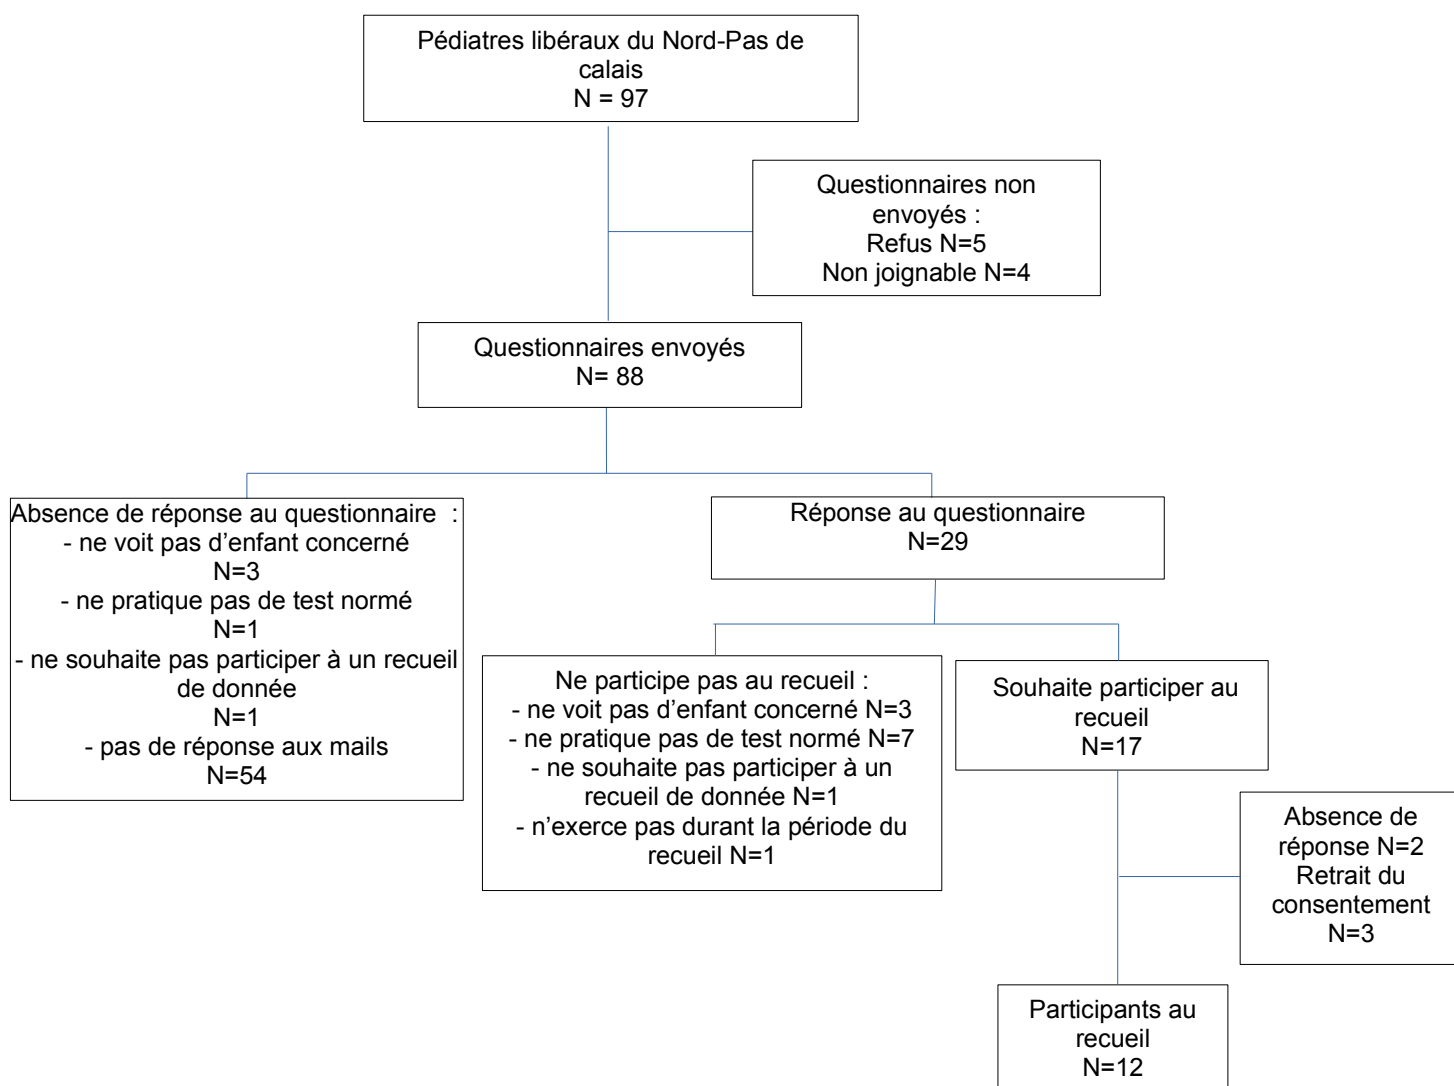 Pédiatres libéraux du Nord-Pas de
calais
N = 97
Questionnaires non
envoyés :
Refus N=5
Non joignable N=4
Questionnaires envoyés
N= 88
Absence de réponse au questionnaire  :
- ne voit pas d'enfant concerné
N=3
- ne pratique pas de test normé
N=1
- ne souhaite pas participer à un recueil
de donnée
N=1
- pas de réponse aux mails
N=54
Réponse au questionnaire
N=29
Ne participe pas au recueil :
- ne voit pas d'enfant concerné N=3
- ne pratique pas de test normé N=7
- ne souhaite pas participer à un
recueil de donnée N=1
- n'exerce pas durant la période du
recueil N=1
Souhaite participer au
recueil
N=17
Absence de
réponse N=2
Retrait du
consentement
N=3
Participants au
recueil
N=12